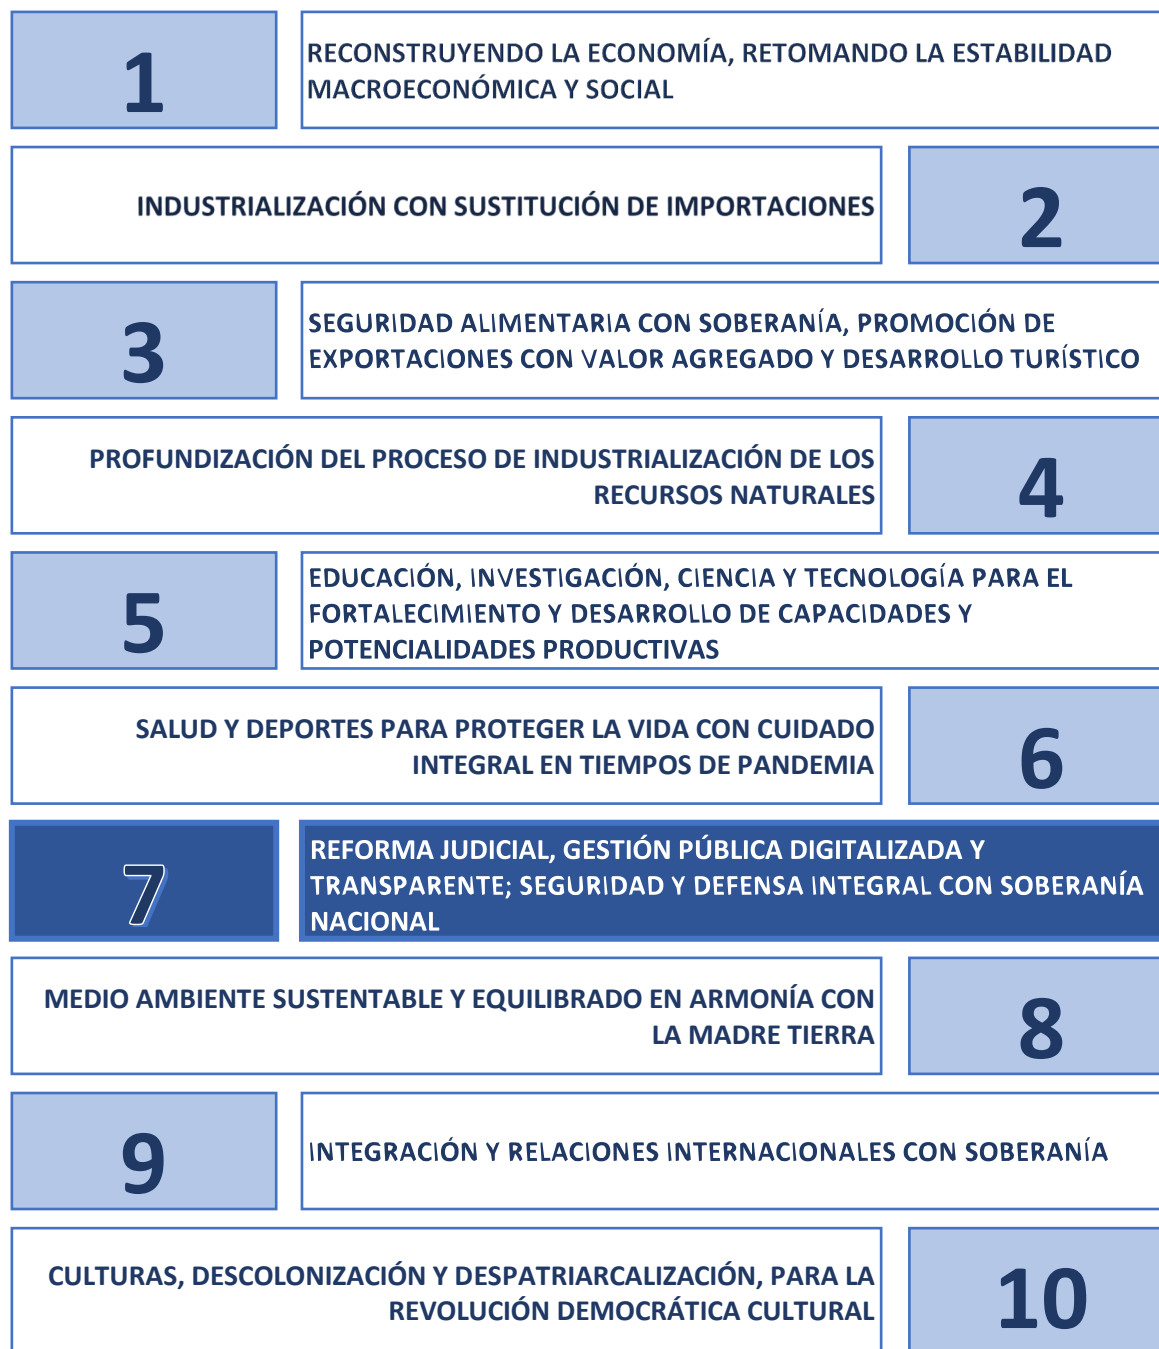 1
RECONSTRUYENDO LA ECONOMÍA, RETOMANDO LA ESTABILIDAD
MACROECONÓMICA Y SOCIAL
INDUSTRIALIZACIÓN CON SUSTITUCIÓN DE IMPORTACIONES
2
3
SEGURIDAD ALIMENTARIA CON SOBERANÍA, PROMOCIÓN DE
EXPORTACIONES CON VALOR AGREGADO Y DESARROLLO TURÍSTICO
PROFUNDIZACIÓN DEL PROCESO DE INDUSTRIALIZACIÓN DE LOS
RECURSOS NATURALES
4
5
EDUCACIÓN, INVESTIGACIÓN, CIENCIA Y TECNOLOGÍA PARA EL
FORTALECIMIENTO Y DESARROLLO DE CAPACIDADES Y
POTENCIALIDADES PRODUCTIVAS
SALUD Y DEPORTES PARA PROTEGER LA VIDA CON CUIDADO
INTEGRAL EN TIEMPOS DE PANDEMIA
6
7
REFORMA JUDICIAL, GESTIÓN PÚBLICA DIGITALIZADA Y
TRANSPARENTE; SEGURIDAD Y DEFENSA INTEGRAL CON SOBERANÍA
NACIONAL
MEDIO AMBIENTE SUSTENTABLE Y EQUILIBRADO EN ARMONÍA CON
LA MADRE TIERRA
8
9
INTEGRACIÓN Y RELACIONES INTERNACIONALES CON SOBERANÍA
CULTURAS, DESCOLONIZACIÓN Y DESPATRIARCALIZACIÓN, PARA LA
REVOLUCIÓN DEMOCRÁTICA CULTURAL
10